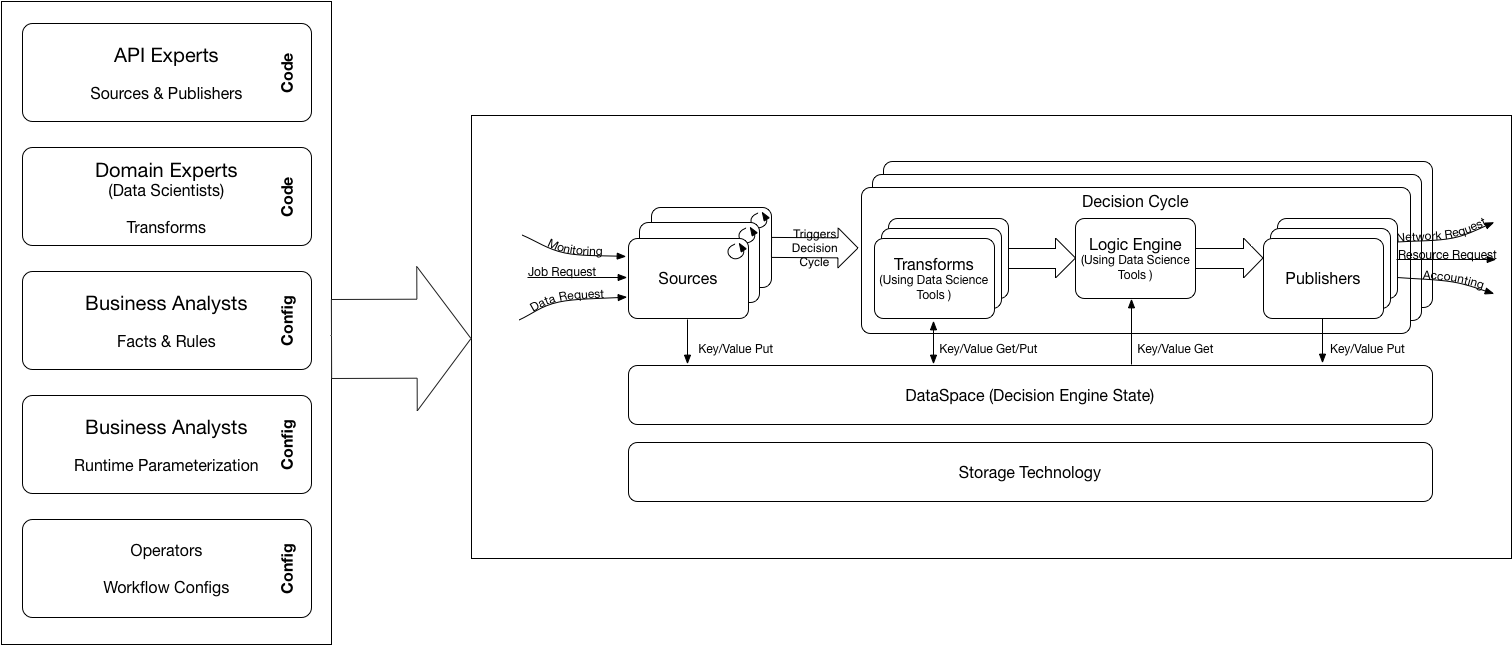 API Experts
Sources & Publishers
Code
Domain Experts
(Data Scientists)
Transforms
Code
Business Analysts
Facts & Rules
Config
Business Analysts
Runtime Parameterization
Config
Operators
Workflow Configs
Config
Monitoring
Job Request
Data Request
Sources
Triggers
Decision
Cycle
Decision Cycle
Transforms
(Using Data Science
Tools )
Logic Engine
(Using Data Science
Tools )
Publishers
Network Request
Resource Request
Accounting
Key/Value Put
Key/Value Get/Put
Key/Value Get
Key/Value Put
DataSpace (Decision Engine State)
Storage Technology